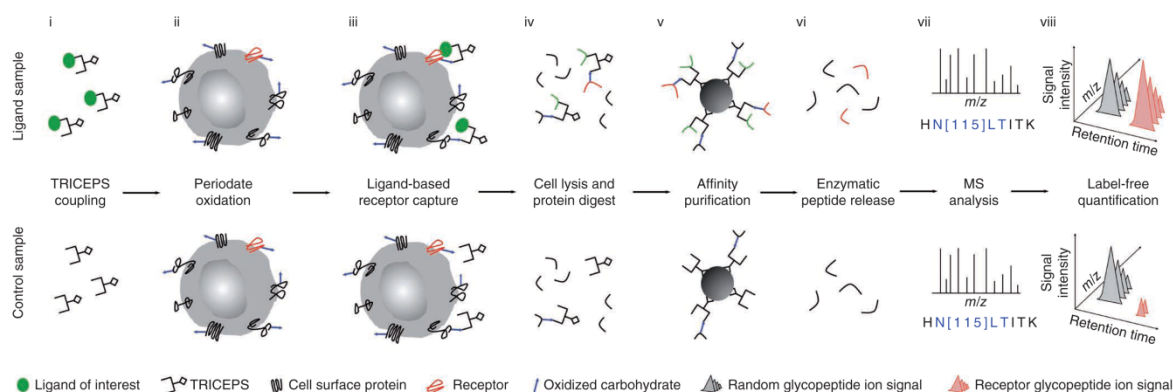 i ii iii iv v vi vii viii
Ligand sample
m/z
HN[115]LTITK
Signal intensity
m/z
Retention time
TRICEPS coupling
Periodate oxidation
Ligand-based receptor capture
Cell lysis and protein digest
Affinity purification
Enzymatic peptide release
MS analysis
Label-free quantification
Control sample
m/z
HN[115]LTITK
Signal intensity
m/z
Retention time
Ligand of interest TRICEPS Cell surface protein Receptor Oxidized carbohydrate Random glycopeptide ion signal Receptor glycopeptide ion signal